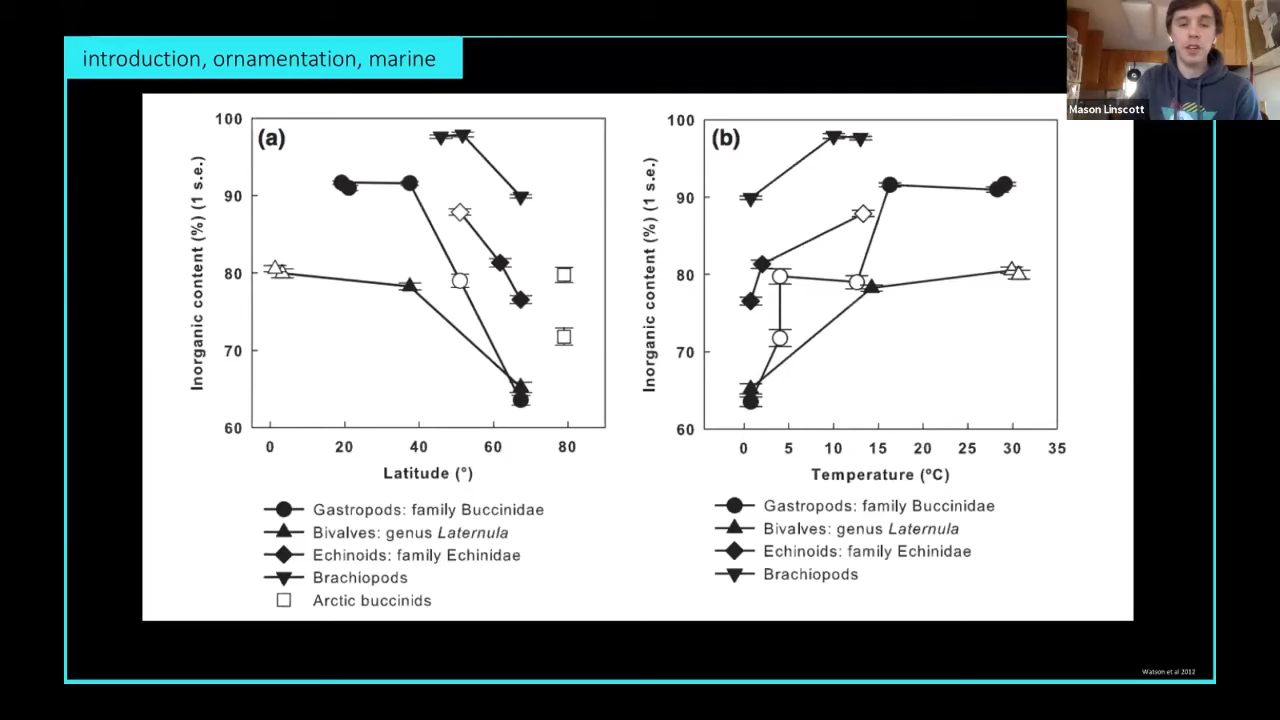 introduction, ornamentation, marine
Mason Linscott
(a)
Inorganic content (%) (1 s.e.)
100
90
80
70
60
0 20 40 60 80
Latitude (°)
Gastropods: family Buccinidae
Bivalves: genus Laternula
Echinoids: family Echinidae
Brachiopods
Arctic buccinids
(b)
Inorganic content (%) (1 s.e.)
100
90
80
70
60
0 5 10 15 20 25 30 35
Temperature (ºC)
Gastropods: family Buccinidae
Bivalves: genus Laternula
Echinoids: family Echinidae
Brachiopods
Watson et al 2012